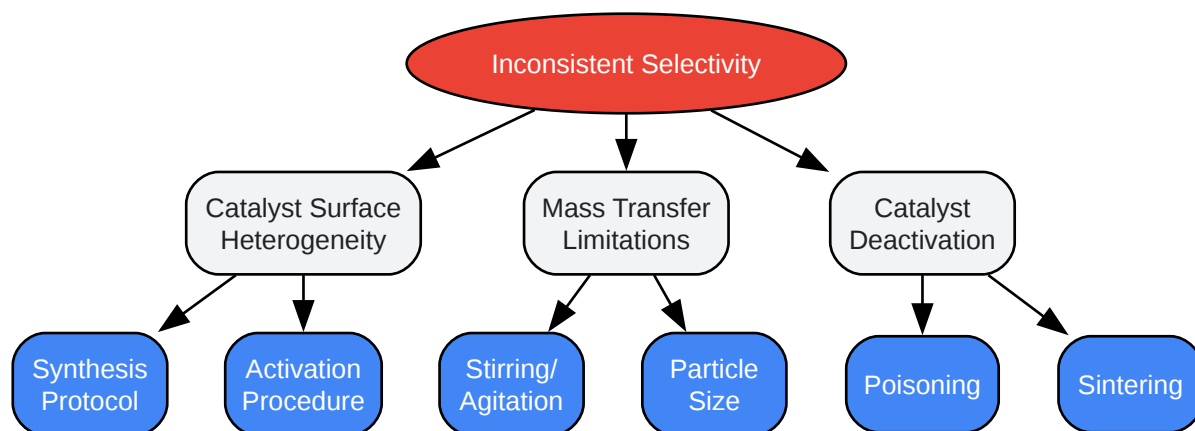 Inconsistent Selectivity
Catalyst Surface
Heterogeneity
Mass Transfer
Limitations
Catalyst
Deactivation
Synthesis
Protocol
Activation
Procedure
Stirring/
Agitation
Particle
Size
Poisoning
Sintering